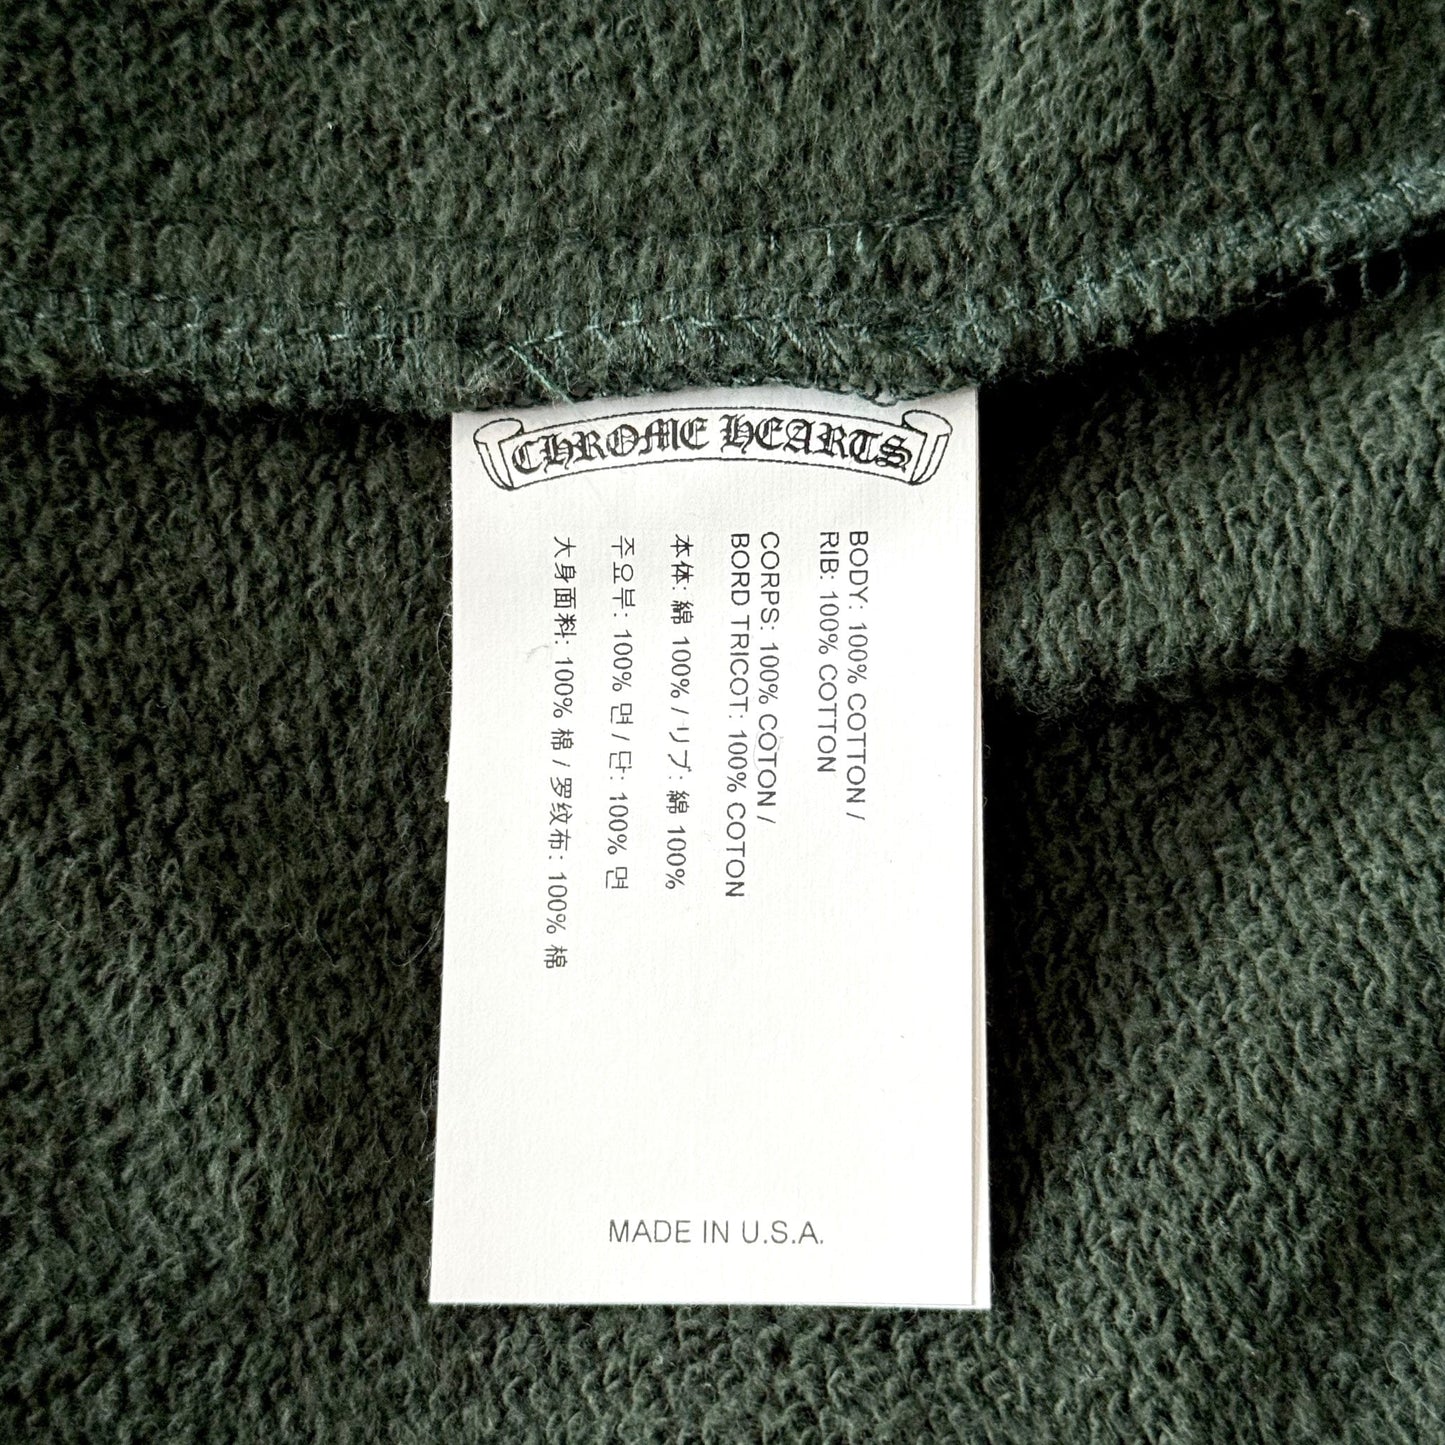 CHROME HEARTS
BODY: 100% COTTON /
RIB: 100% COTTON
CORPS: 100% COTON /
BORD TRICOT: 100% COTON
本体: 綿 100% / リブ: 綿 100%
주요부: 100% 면 / 단: 100% 면
大身面料: 100% 棉 / 罗纹布: 100% 棉
MADE IN U.S.A.